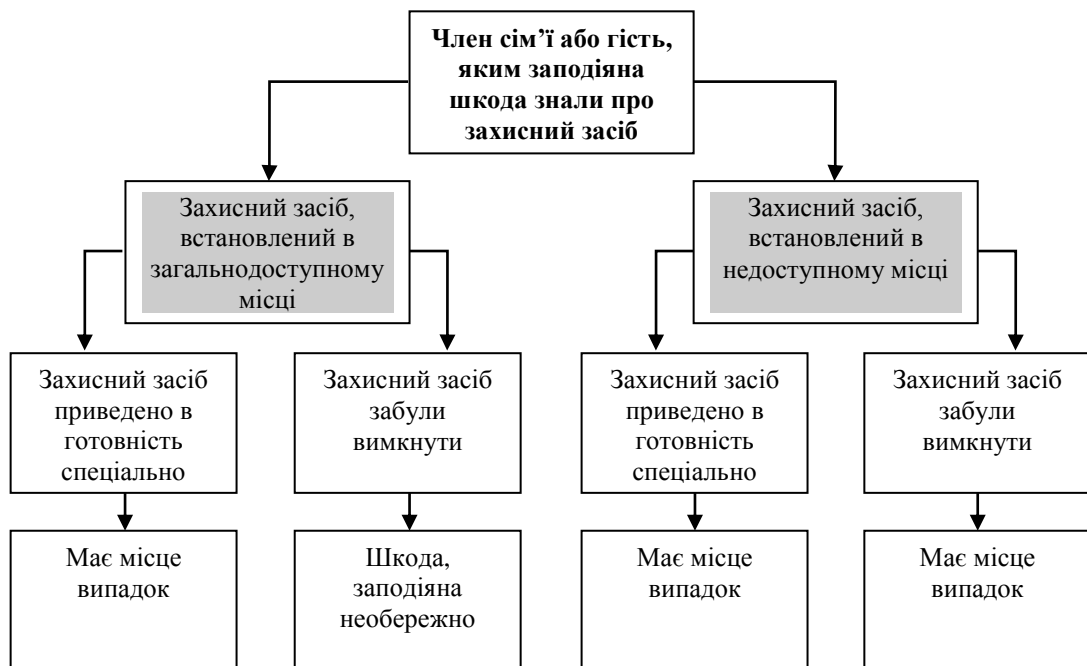 Член сім’ї або гість,
яким заподіяна
шкода знали про
захисний засіб
Захисний засіб,
встановлений в
загальнодоступному
місці
Захисний засіб,
встановлений в
недоступному місці
Захисний засіб
приведено в
готовність
спеціально
Захисний засіб
забули
вимкнути
Захисний засіб
приведено в
готовність
спеціально
Захисний засіб
забули
вимкнути
Має місце
випадок
Шкода,
заподіяна
необережно
Має місце
випадок
Має місце
випадок